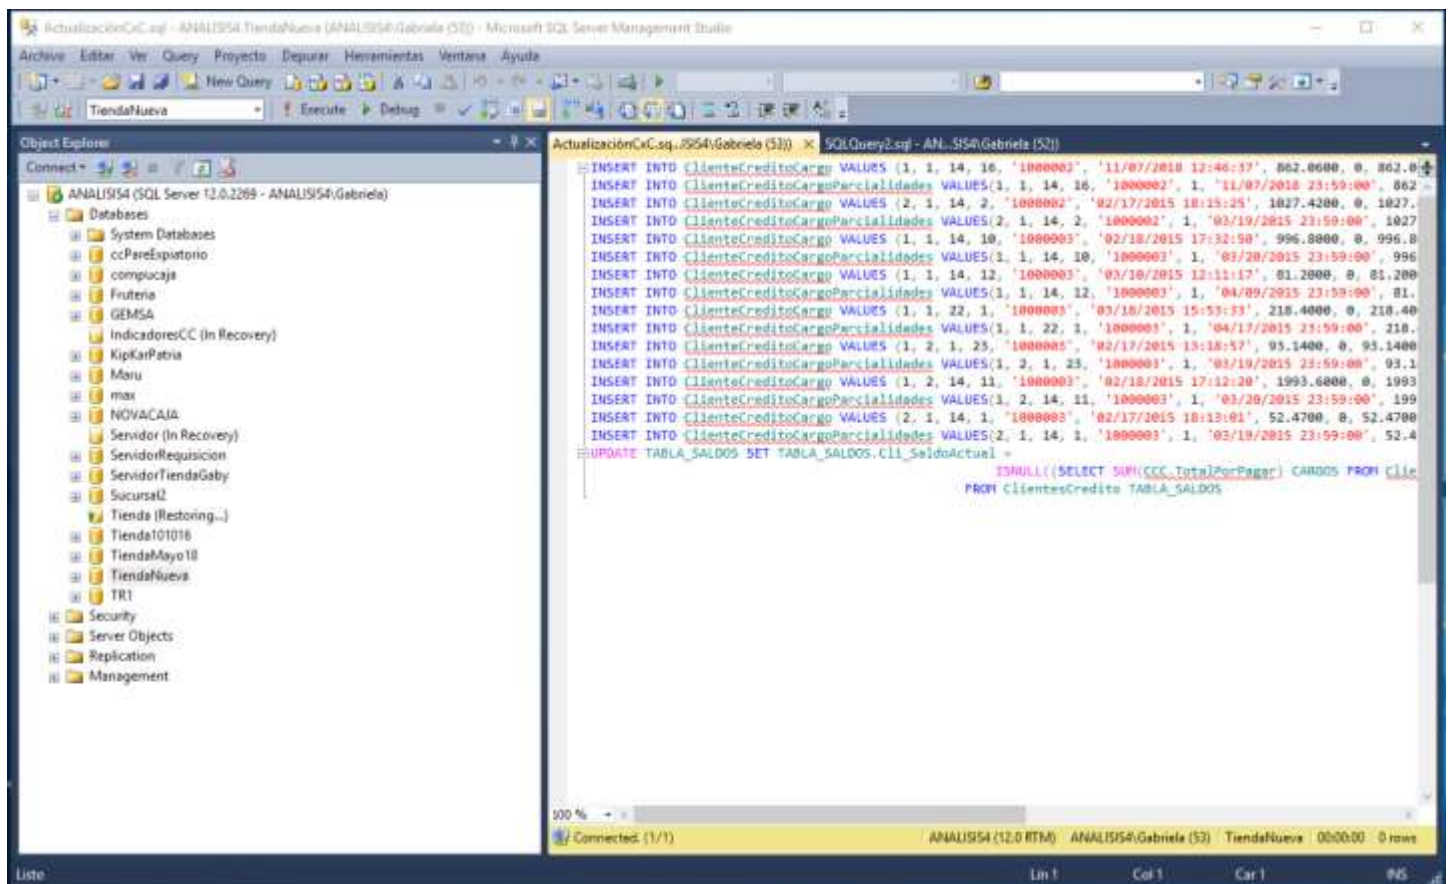 ActualizaciónCxC.sql - ANALISIS4.TiendaNueva (ANALISIS4\Gabriela (53)) - Microsoft SQL Server Management Studio
Archivo Editar Ver Query Proyecto Depurar Herramientas Ventana Ayuda
New Query
TiendaNueva Execute Debug
Object Explorer
Connect
ANALISIS4 (SQL Server 12.0.2269 - ANALISIS4\Gabriela)
Databases
System Databases
ccPareExpiatorio
compucaja
Fruteria
GEMSA
IndicadoresCC (In Recovery)
KipKarPatria
Maru
max
NOVACAJA
Servidor (In Recovery)
ServidorRequisicion
ServidorTiendaGaby
Sucursal2
Tienda (Restoring...)
Tienda101016
TiendaMayo18
TiendaNueva
TR1
Security
Server Objects
Replication
Management
ActualizaciónCxC.sq...ISIS4\Gabriela (53)) SQLQuery2.sql - AN...SIS4\Gabriela (52))
INSERT INTO ClienteCreditoCargo VALUES (1, 1, 14, 16, '1000002', '11/07/2018 12:46:37', 862.0600, 0, 862.0
INSERT INTO ClienteCreditoCargoParcialidades VALUES(1, 1, 14, 16, '1000002', 1, '11/07/2018 23:59:00', 862
INSERT INTO ClienteCreditoCargo VALUES (2, 1, 14, 2, '1000002', '02/17/2015 18:15:25', 1027.4200, 0, 1027.
INSERT INTO ClienteCreditoCargoParcialidades VALUES(2, 1, 14, 2, '1000002', 1, '03/19/2015 23:59:00', 1027
INSERT INTO ClienteCreditoCargo VALUES (1, 1, 14, 10, '1000003', '02/18/2015 17:32:50', 996.8000, 0, 996.8
INSERT INTO ClienteCreditoCargoParcialidades VALUES(1, 1, 14, 10, '1000003', 1, '03/20/2015 23:59:00', 996
INSERT INTO ClienteCreditoCargo VALUES (1, 1, 14, 12, '1000003', '03/10/2015 12:11:17', 81.2000, 0, 81.200
INSERT INTO ClienteCreditoCargoParcialidades VALUES(1, 1, 14, 12, '1000003', 1, '04/09/2015 23:59:00', 81.
INSERT INTO ClienteCreditoCargo VALUES (1, 1, 22, 1, '1000003', '03/18/2015 15:53:33', 218.4000, 0, 218.40
INSERT INTO ClienteCreditoCargoParcialidades VALUES(1, 1, 22, 1, '1000003', 1, '04/17/2015 23:59:00', 218.
INSERT INTO ClienteCreditoCargo VALUES (1, 2, 1, 23, '1000003', '02/17/2015 13:18:57', 93.1400, 0, 93.1400
INSERT INTO ClienteCreditoCargoParcialidades VALUES(1, 2, 1, 23, '1000003', 1, '03/19/2015 23:59:00', 93.1
INSERT INTO ClienteCreditoCargo VALUES (1, 2, 14, 11, '1000003', '02/18/2015 17:12:20', 1993.6000, 0, 1993
INSERT INTO ClienteCreditoCargoParcialidades VALUES(1, 2, 14, 11, '1000003', 1, '03/20/2015 23:59:00', 199
INSERT INTO ClienteCreditoCargo VALUES (2, 1, 14, 1, '1000003', '02/17/2015 18:13:01', 52.4700, 0, 52.4700
INSERT INTO ClienteCreditoCargoParcialidades VALUES(2, 1, 14, 1, '1000003', 1, '03/19/2015 23:59:00', 52.4
UPDATE TABLA_SALDOS SET TABLA_SALDOS.Cli_SaldoActual =
ISNULL((SELECT SUM(CCC.TotalPorPagar) CARGOS FROM Clie
FROM ClientesCredito TABLA_SALDOS
100 %
Connected. (1/1) ANALISIS4 (12.0 RTM) ANALISIS4\Gabriela (53) TiendaNueva 00:00:00 0 rows
Liste Lin 1 Col 1 Car 1 INS